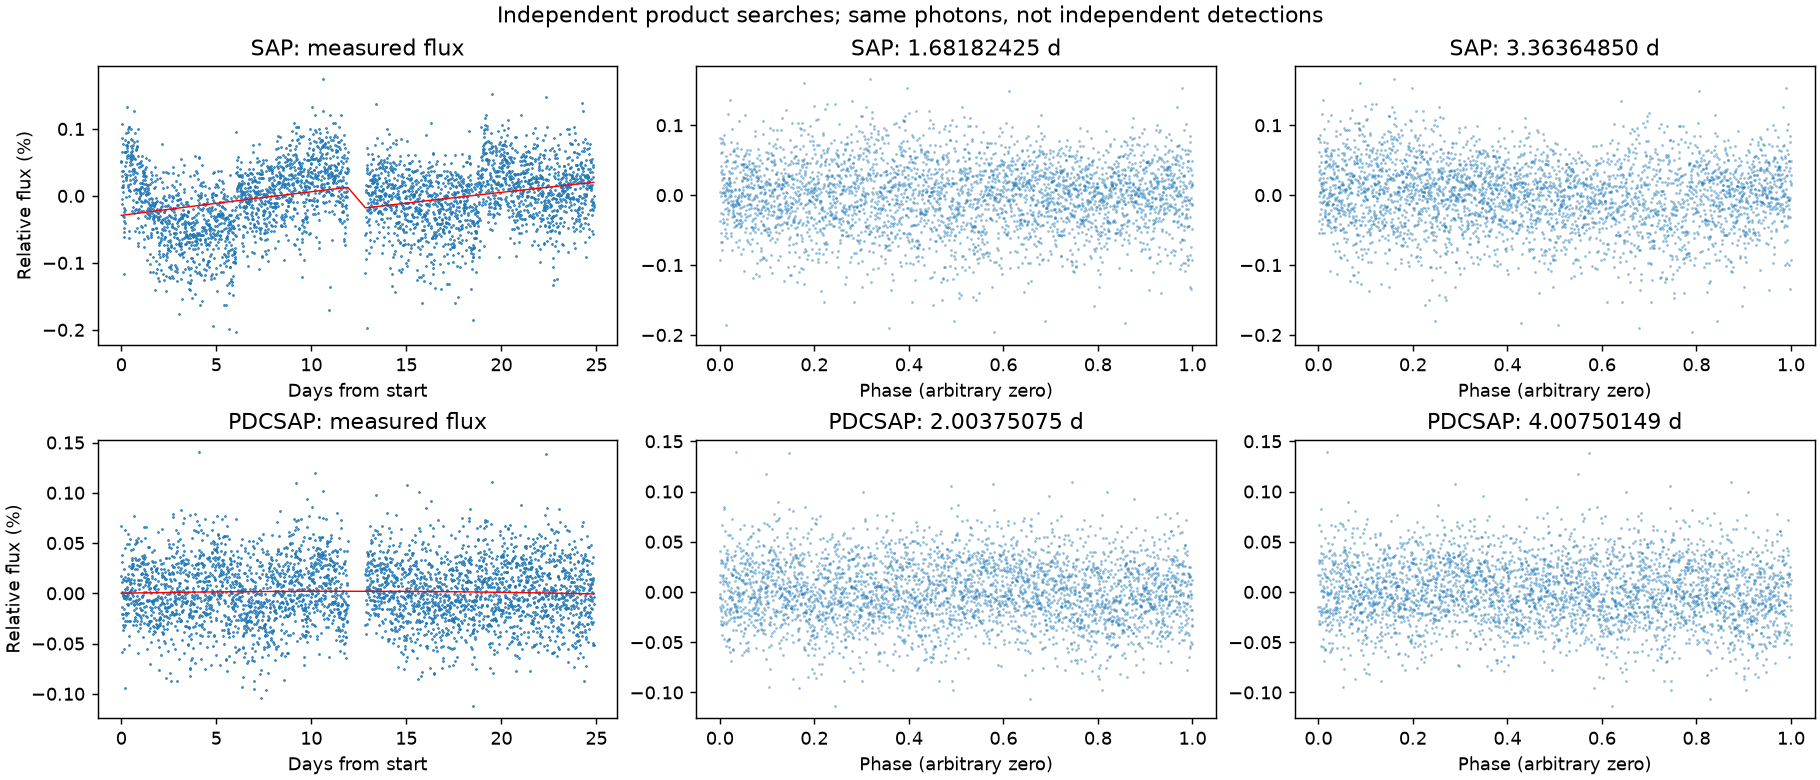 Independent product searches; same photons, not independent detections
SAP: measured flux
SAP: 1.68182425 d
SAP: 3.36364850 d
Relative flux (%)
0.1
0.0
−0.1
−0.2
0 5 10 15 20 25
Days from start
0.1
0.0
−0.1
−0.2
0.0 0.2 0.4 0.6 0.8 1.0
Phase (arbitrary zero)
0.1
0.0
−0.1
−0.2
0.0 0.2 0.4 0.6 0.8 1.0
Phase (arbitrary zero)
PDCSAP: measured flux
PDCSAP: 2.00375075 d
PDCSAP: 4.00750149 d
Relative flux (%)
0.15
0.10
0.05
0.00
−0.05
−0.10
0 5 10 15 20 25
Days from start
0.15
0.10
0.05
0.00
−0.05
−0.10
0.0 0.2 0.4 0.6 0.8 1.0
Phase (arbitrary zero)
0.15
0.10
0.05
0.00
−0.05
−0.10
0.0 0.2 0.4 0.6 0.8 1.0
Phase (arbitrary zero)